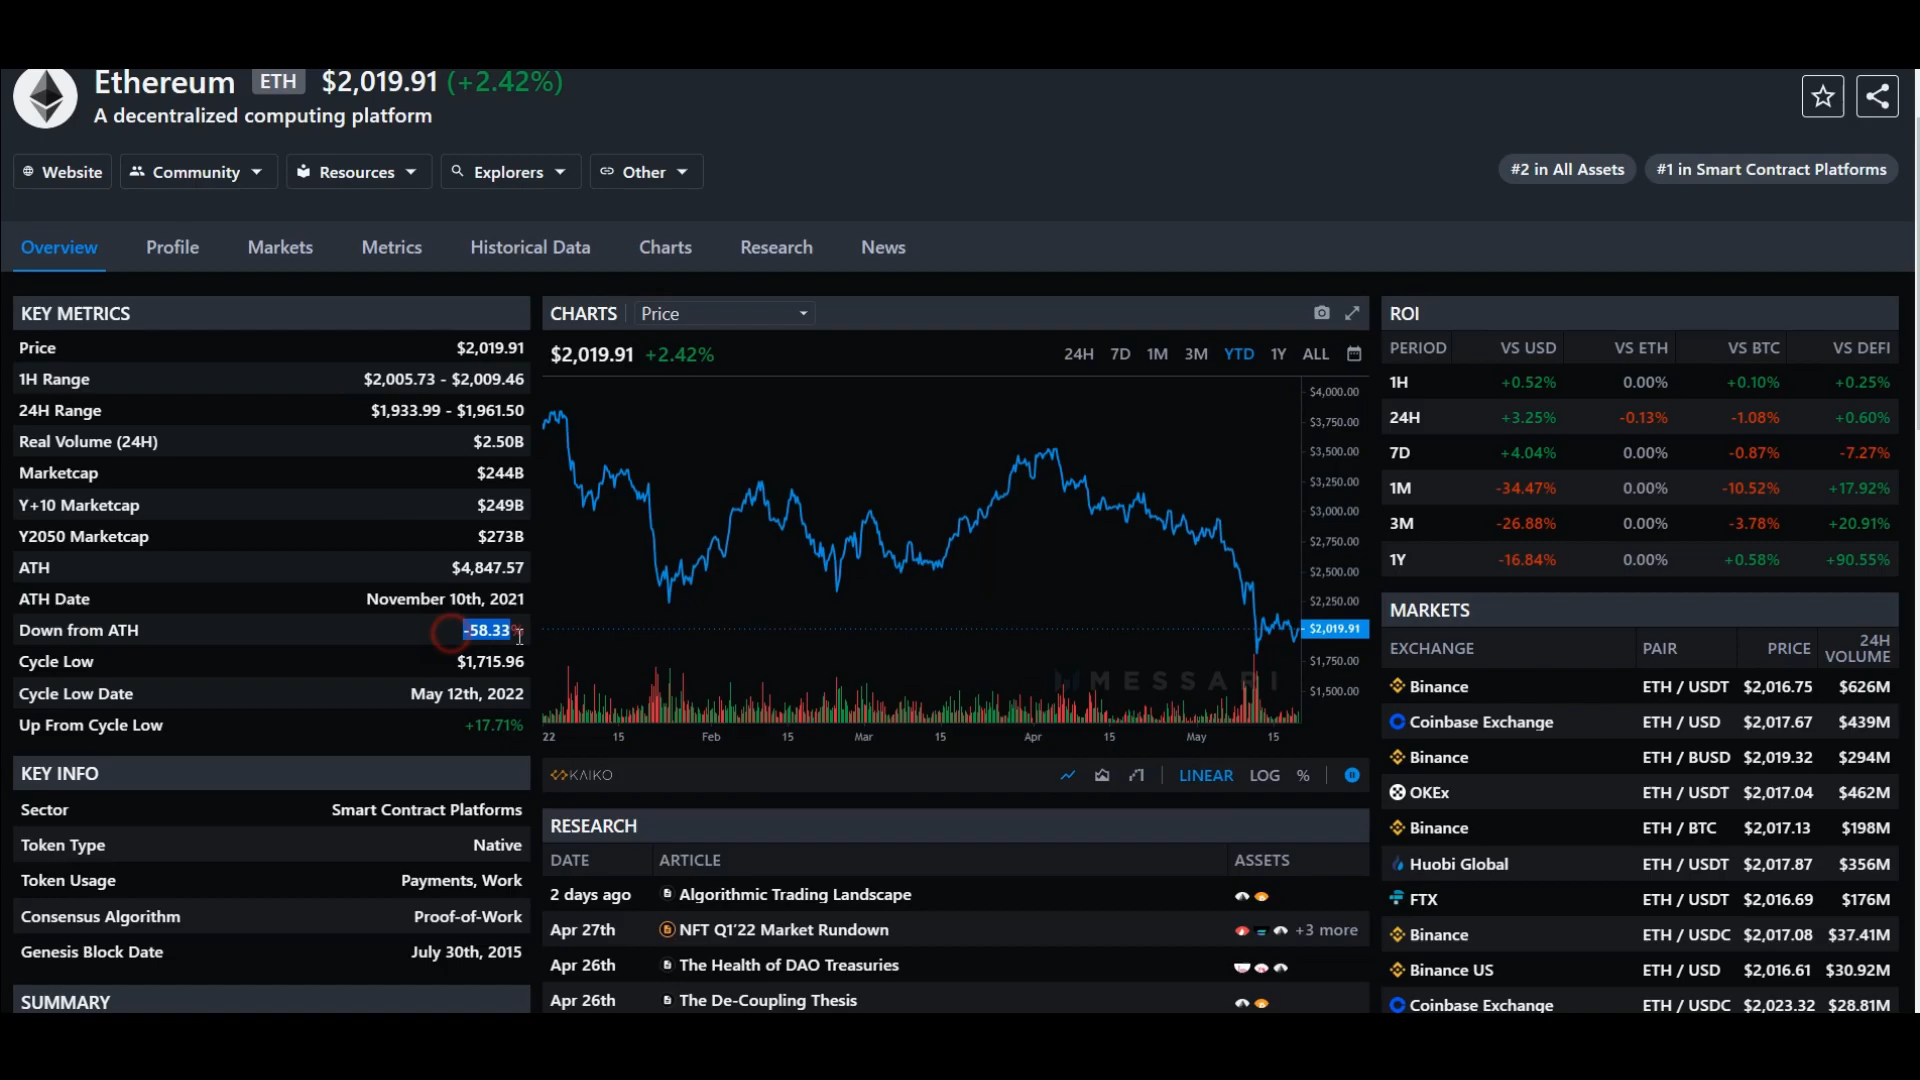 Ethereum ETH $2,019.91 (+2.42%)
A decentralized computing platform
Website Community Resources Explorers Other
#2 in All Assets #1 in Smart Contract Platforms
Overview Profile Markets Metrics Historical Data Charts Research News
KEY METRICS
Price $2,019.91
1H Range $2,005.73 - $2,009.46
24H Range $1,933.99 - $1,961.50
Real Volume (24H) $2.50B
Marketcap $244B
Y+10 Marketcap $249B
Y2050 Marketcap $273B
ATH $4,847.57
ATH Date November 10th, 2021
Down from ATH -58.33%
Cycle Low $1,715.96
Cycle Low Date May 12th, 2022
Up From Cycle Low +17.71%
KEY INFO
Sector Smart Contract Platforms
Token Type Native
Token Usage Payments, Work
Consensus Algorithm Proof-of-Work
Genesis Block Date July 30th, 2015
SUMMARY
CHARTS Price
$2,019.91 +2.42% 24H 7D 1M 3M YTD 1Y ALL
$4,000.00
$3,750.00
$3,500.00
$3,250.00
$3,000.00
$2,750.00
$2,500.00
$2,250.00
$2,019.91
$1,750.00
$1,500.00
MESSARI
22 15 Feb 15 Mar 15 Apr 15 May 15
KAIKO LINEAR LOG %
RESEARCH
DATE ARTICLE ASSETS
2 days ago Algorithmic Trading Landscape
Apr 27th NFT Q1'22 Market Rundown +3 more
Apr 26th The Health of DAO Treasuries
Apr 26th The De-Coupling Thesis
ROI
PERIOD VS USD VS ETH VS BTC VS DEFI
1H +0.52% 0.00% +0.10% +0.25%
24H +3.25% -0.13% -1.08% +0.60%
7D +4.04% 0.00% -0.87% -7.27%
1M -34.47% 0.00% -10.52% +17.92%
3M -26.88% 0.00% -3.78% +20.91%
1Y -16.84% 0.00% +0.58% +90.55%
MARKETS
EXCHANGE PAIR PRICE 24H VOLUME
Binance ETH / USDT $2,016.75 $626M
Coinbase Exchange ETH / USD $2,017.67 $439M
Binance ETH / BUSD $2,019.32 $294M
OKEx ETH / USDT $2,017.04 $462M
Binance ETH / BTC $2,017.13 $198M
Huobi Global ETH / USDT $2,017.87 $356M
FTX ETH / USD $2,016.69 $176M
Binance ETH / USDC $2,017.08 $37.41M
Binance US ETH / USD $2,016.61 $30.92M
Coinbase Exchange ETH / USDC $2,023.32 $28.81M